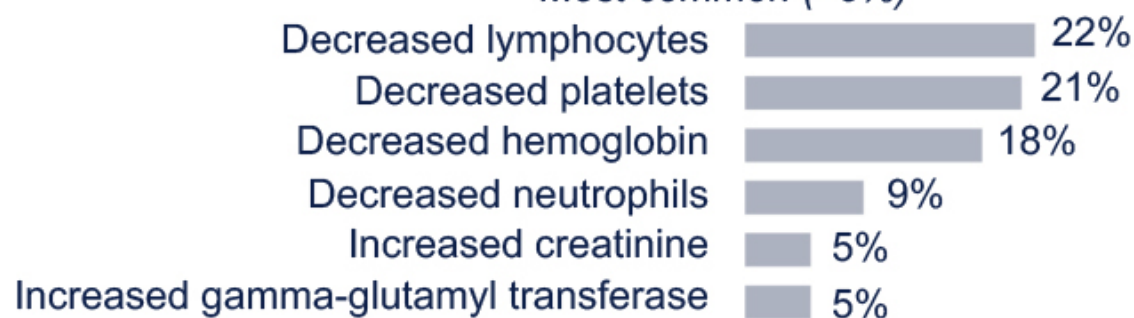 Decreased lymphocytes 22%
Decreased platelets 21%
Decreased hemoglobin 18%
Decreased neutrophils 9%
Increased creatinine 5%
Increased gamma-glutamyl transferase 5%